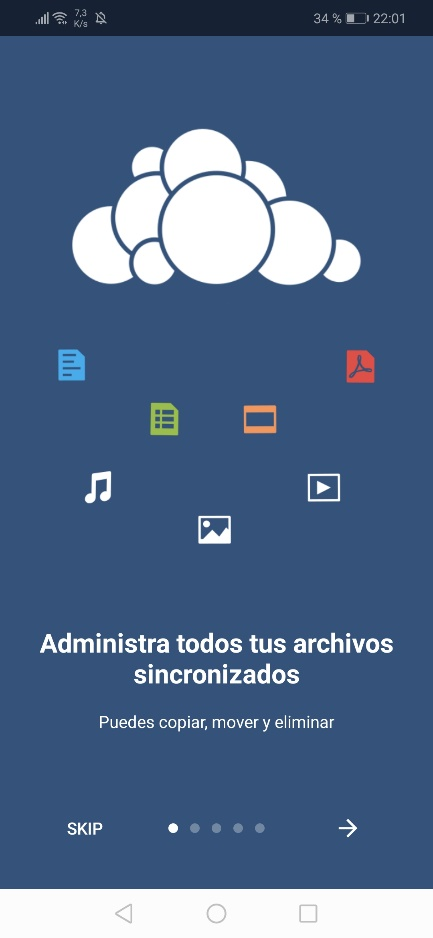 7,3
K/s
34 %
22:01
Administra todos tus archivos
sincronizados
Puedes copiar, mover y eliminar
SKIP